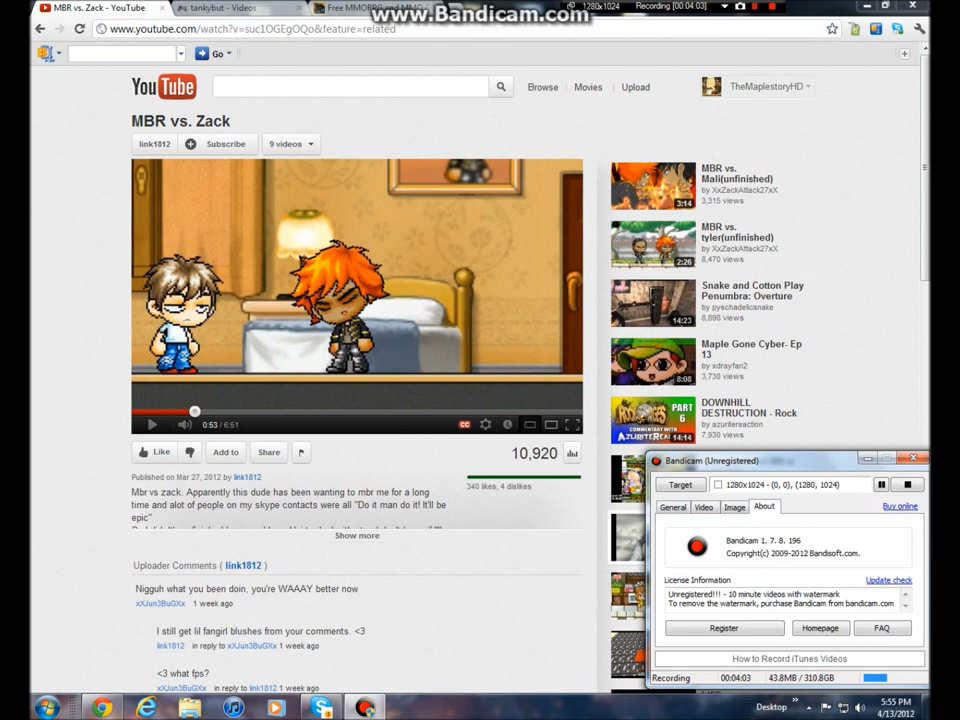 www.Bandicam.com
MBR vs. Zack - YouTube
tankybut - Videos
1280x1024
Recording [00:04:03]
www.youtube.com/watch?v=suc1OGEgOQo&feature=related
Go
YouTube
Browse
Movies
Upload
TheMaplestoryHD
MBR vs. Zack
link1812
Subscribe
9 videos
MBR vs.
Mali(unfinished)
by XxZackAttack27xX
3,315 views
3:14
MBR vs.
tyler(unfinished)
by XxZackAttack27xX
8,470 views
2:26
Snake and Cotton Play
Penumbra: Overture
by pyschadelicsnake
8,898 views
14:23
Maple Gone Cyber- Ep
13
by xdrayfan2
3,730 views
8:08
DOWNHILL
DESTRUCTION - Rock
by azuritereaction
7,930 views
PART
6
14:14
0:53 / 6:51
CC
Like
Add to
Share
10,920
Published on Mar 27, 2012 by link1812
340 likes, 4 dislikes
Mbr vs zack. Apparently this dude has been wanting to mbr me for a long
time and alot of people on my skype contacts were all "Do it man do it! It'll be
epic"
Show more
Uploader Comments ( link1812 )
Nigguh what you been doin, you're WAAAY better now
xXJun3BuGXx 1 week ago
I still get lil fangirl blushes from your comments. <3
link1812 in reply to xXJun3BuGXx 1 week ago
<3 what fps?
xXJun3BuGXx in reply to link1812 1 week ago
Bandicam (Unregistered)
Target
1280x1024 - (0, 0), (1280, 1024)
General
Video
Image
About
Buy online
Bandicam 1. 7. 8. 196
Copyright(c) 2009-2012 Bandisoft.com.
License Information
Update check
Unregistered!!! - 10 minute videos with watermark
To remove the watermark, purchase Bandicam from bandicam.com
Register
Homepage
FAQ
How to Record iTunes Videos
Recording
00:04:03
43.8MB / 310.8GB
Desktop
5:55 PM
4/13/2012